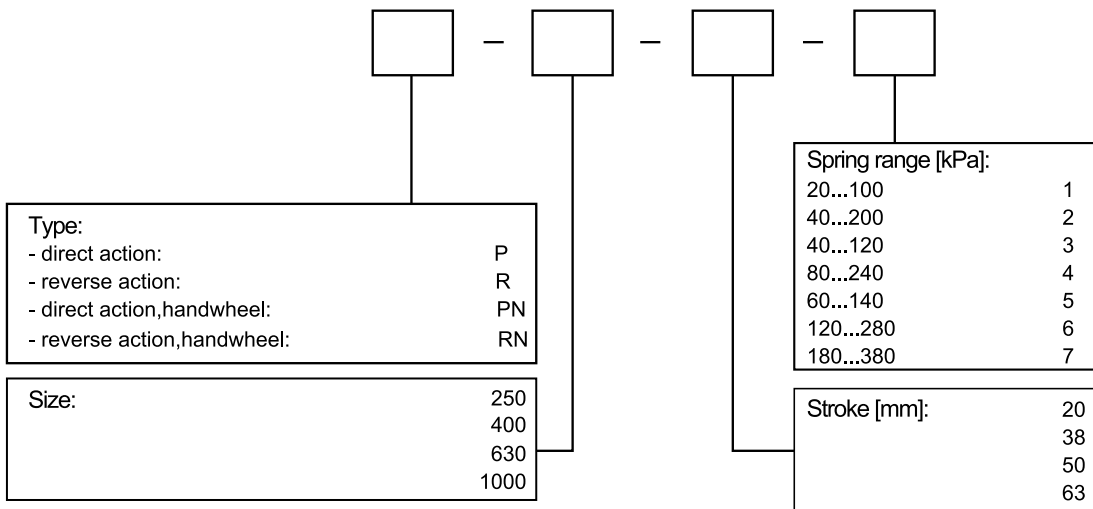 – – –
Type:
- direct action: P
- reverse action: R
- direct action,handwheel: PN
- reverse action,handwheel: RN
Size: 250
400
630
1000
Spring range [kPa]:
20...100 1
40...200 2
40...120 3
80...240 4
60...140 5
120...280 6
180...380 7
Stroke [mm]: 20
38
50
63